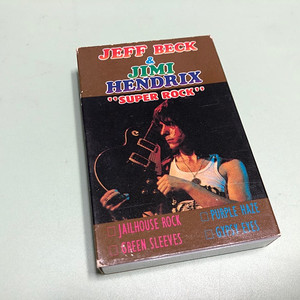 JEFF BECK
&
JIMI
HENDRIX
"SUPER ROCK"
□ JAILHOUSE ROCK
□ GREEN SLEEVES
□ PURPLE HAZE
□ GYPSY EYES